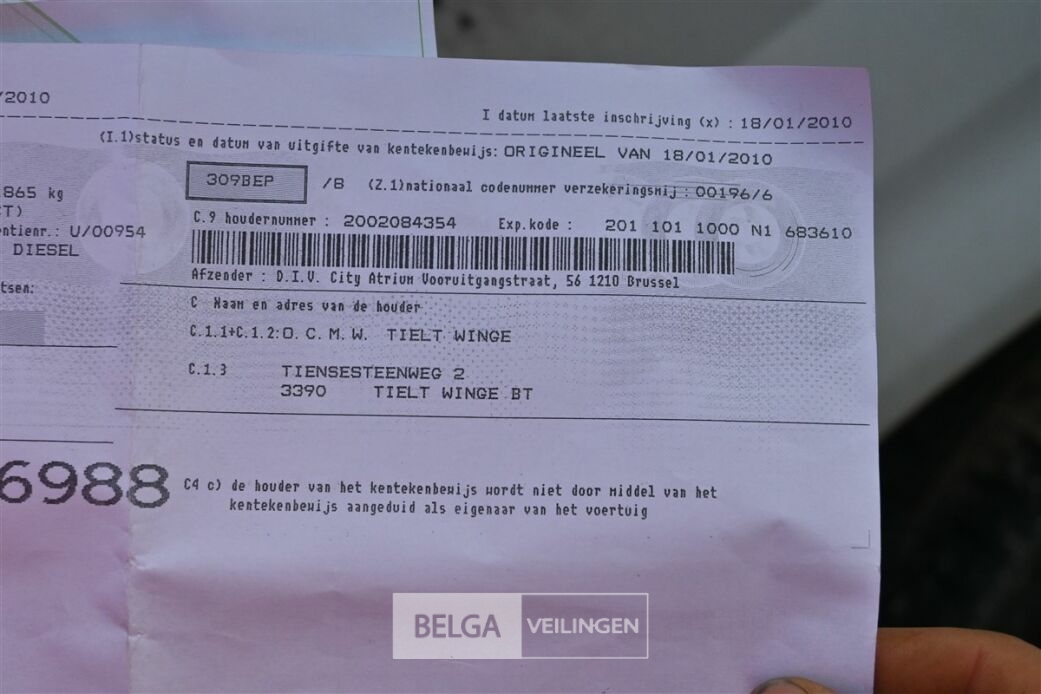 /2010
I datum laatste inschrijving (x) : 18/01/2010
(I.1)status en datum van uitgifte van kentekenbewijs: ORIGINEEL VAN 18/01/2010
309BEP /B (Z.1)nationaal codenummer verzekeringsmij : 00196/6
865 kg
CT)
C.9 houdernummer : 2002084354 Exp.kode : 201 101 1000 N1 683610
entienr.: U/00954
DIESEL
Afzender : D.I.V. City Atrium Vooruitgangstraat, 56 1210 Brussel
tsen:
C Naam en adres van de houder
C.1.1+C.1.2:O. C. M. W. TIELT WINGE
C.1.3 TIENSESTEENWEG 2
3390 TIELT WINGE BT
6988
C4 c) de houder van het kentekenbewijs wordt niet door middel van het
kentekenbewijs aangeduid als eigenaar van het voertuig
BELGA VEILINGEN